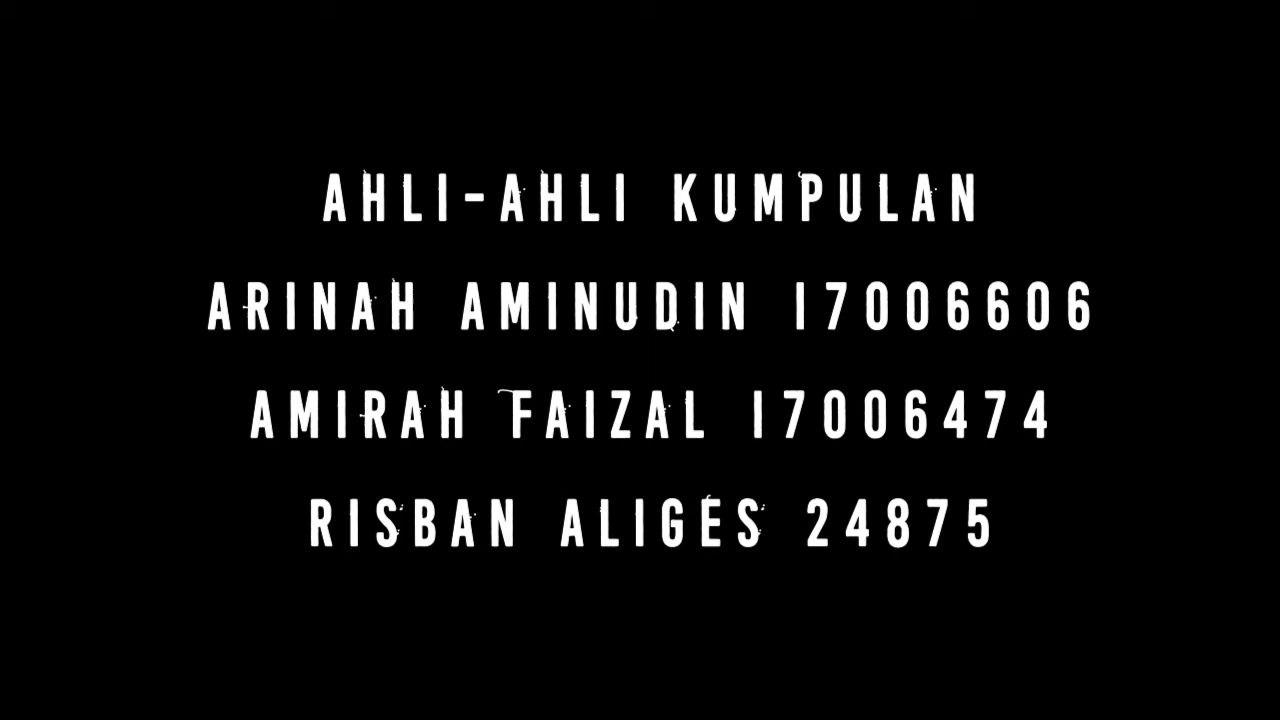 AHLI-AHLI KUMPULAN
ARINAH AMINUDIN 17006606
AMIRAH FAIZAL 17006474
RISBAN ALIGES 24875